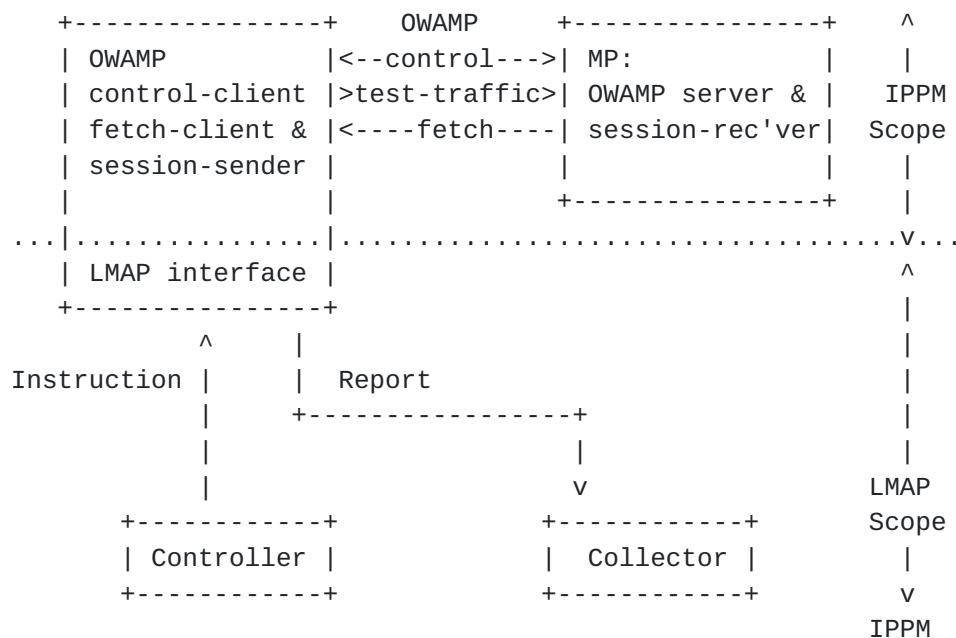 +----------------+    OWAMP     +----------------+    ^
   | OWAMP          |<--control--->| MP:            |    |
   | control-client |>test-traffic>| OWAMP server & |   IPPM
   | fetch-client & |<----fetch----| session-rec'ver|  Scope
   | session-sender |              |                |    |
   |                |              +----------------+    |
...|................|....................................v...
   | LMAP interface |                                    ^
   +----------------+                                    |
            ^     |                                      |
Instruction |     |  Report                              |
            |     +-----------------+                    |
            |                       |                    |
            |                       v                  LMAP
       +------------+             +------------+       Scope
       | Controller |             |  Collector |         |
       +------------+             +------------+         v
                                                       IPPM